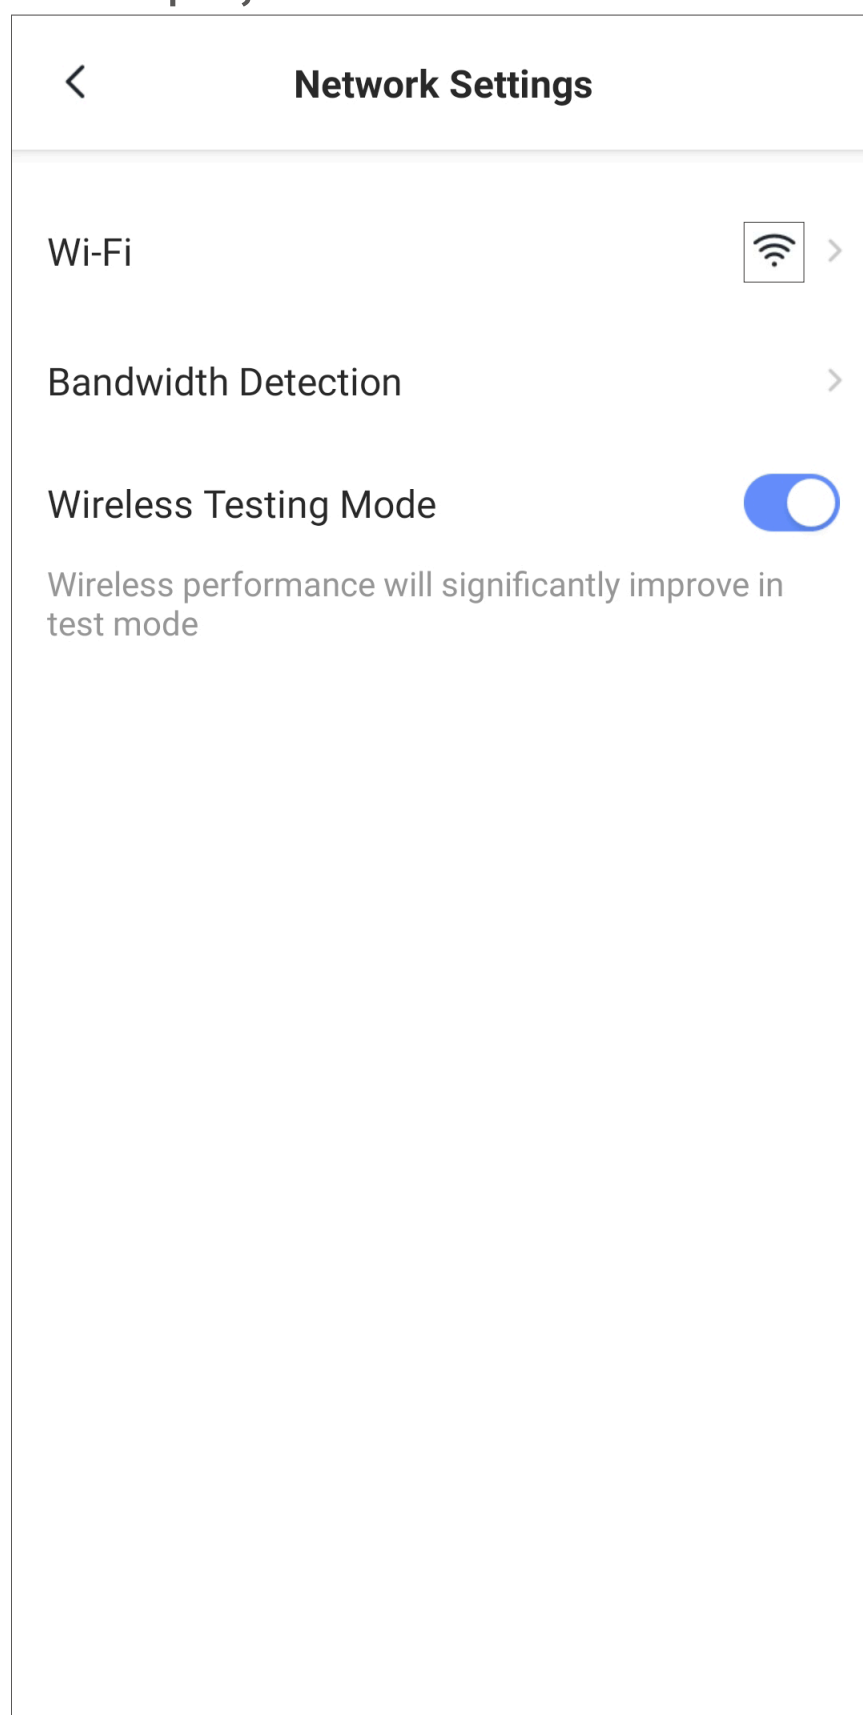 Network Settings
Wi-Fi
Bandwidth Detection
Wireless Testing Mode
Wireless performance will significantly improve in
test mode